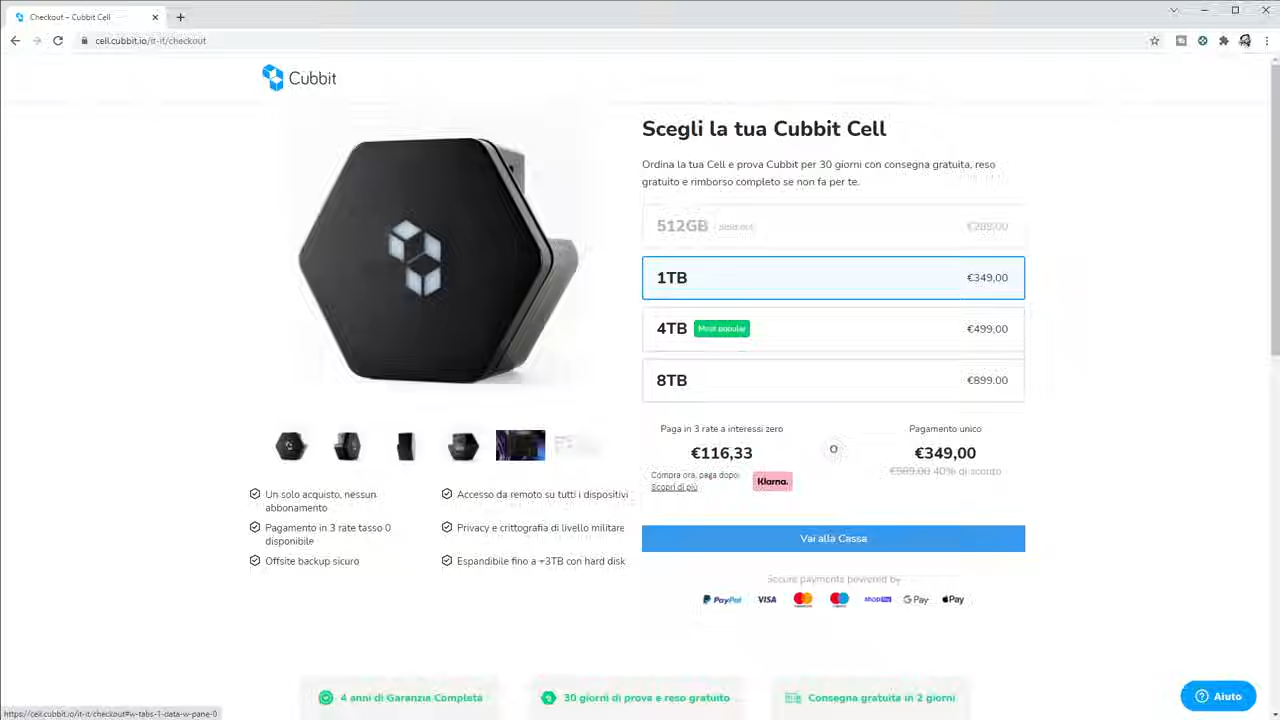 Checkout – Cubbit Cell
cell.cubbit.io/it-it/checkout
Cubbit
Scegli la tua Cubbit Cell
Ordina la tua Cell e prova Cubbit per 30 giorni con consegna gratuita, reso
gratuito e rimborso completo se non fa per te.
512GB
1TB €349,00
4TB Most popular €499,00
8TB €899,00
Paga in 3 rate a interessi zero
€116,33
Compra ora, paga dopo
Scopri di più
Klarna.
O
Pagamento unico
€349,00
40% di sconto
Un solo acquisto, nessun
abbonamento
Pagamento in 3 rate tasso 0
disponibile
Offsite backup sicuro
Accesso da remoto su tutti i dispositivi
Privacy e crittografia di livello militare
Espandibile fino a +3TB con hard disk
Vai alla Cassa
Secure payments powered by
PayPal VISA shop Pay G Pay Pay
4 anni di Garanzia Completa
30 giorni di prova e reso gratuito
Consegna gratuita in 2 giorni
Aiuto
https://cell.cubbit.io/it-it/checkout#w-tabs-1-data-w-pane-0